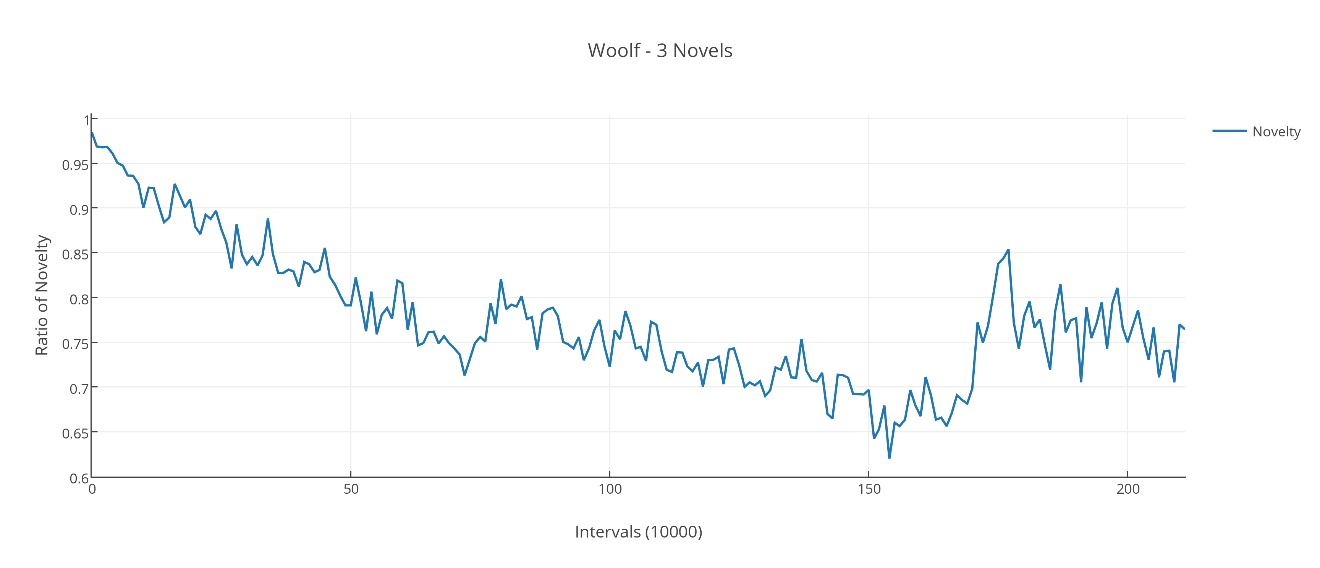 Woolf - 3 Novels
Novelty
Ratio of Novelty
1
0.95
0.9
0.85
0.8
0.75
0.7
0.65
0.6
0 50 100 150 200
Intervals (10000)